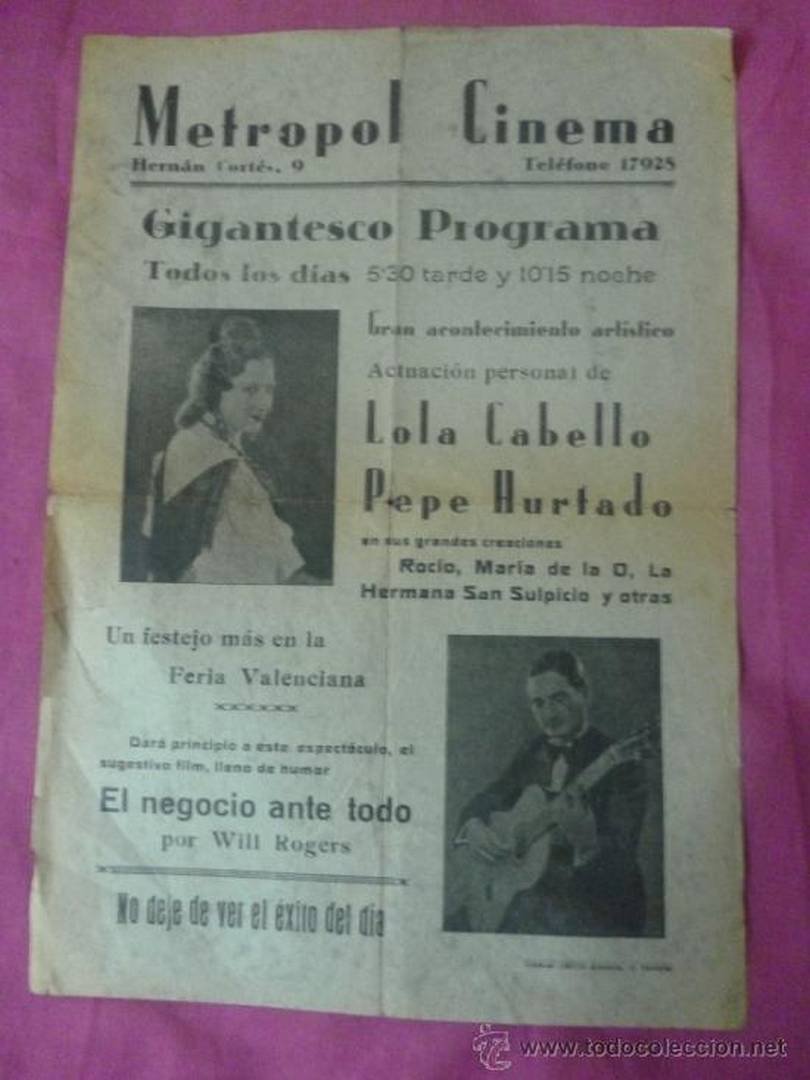 Metropol Cinema
Hernán Cortés, 9 Teléfono 17928
Gigantesco Programa
Todos los días 5'30 tarde y 10'15 noche
Gran acontecimiento artístico
Actuación personal de
Lola Cabello
Pepe Hurtado
en sus grandes creaciones
Rocío, María de la O, La
Hermana San Sulpicio y otras
Un festejo más en la
Feria Valenciana
Dará principio a este espectáculo, el
sugestivo film, lleno de humor
El negocio ante todo
por Will Rogers
No deje de ver el éxito del día
www.todocoleccion.net